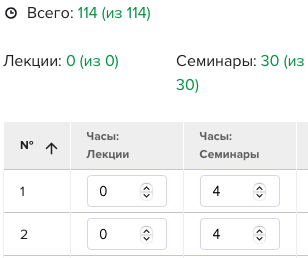 Всего: 114 (из 114)
Лекции: 0 (из 0)
Семинары: 30 (из 30)
№ Часы: Лекции Часы: Семинары
1 0 4
2 0 4